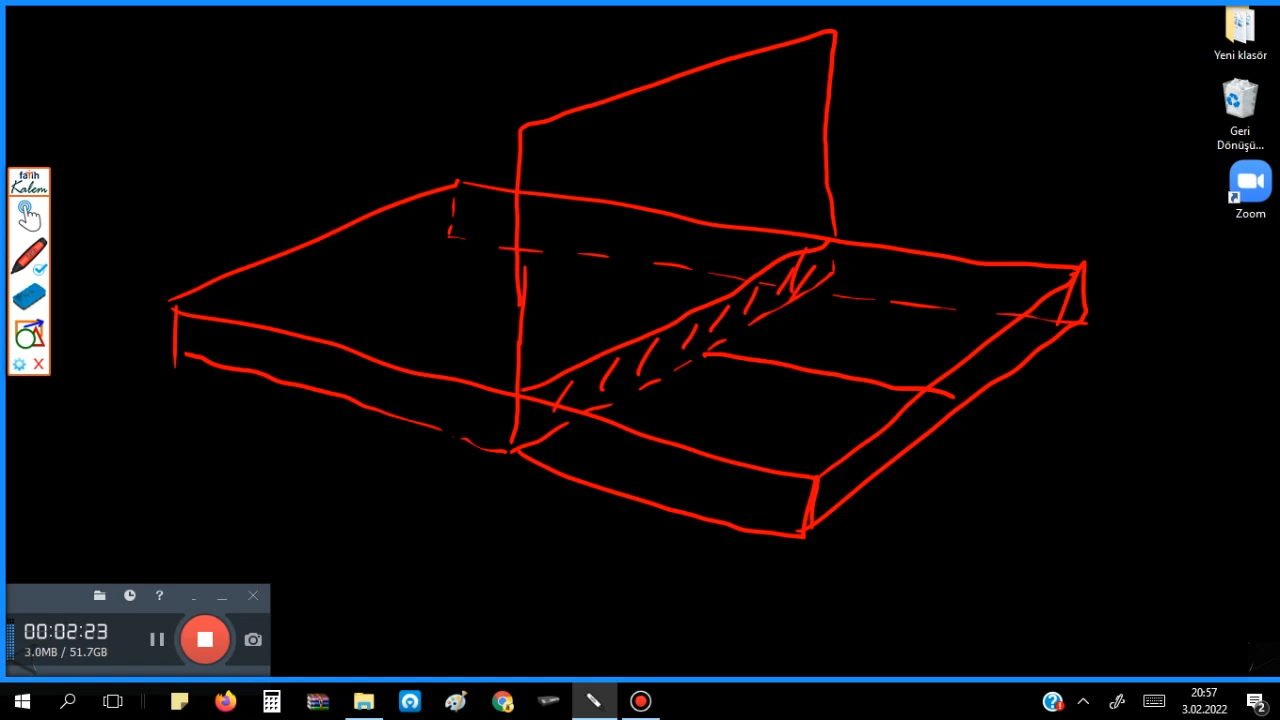 Yeni klasör
Geri
Dönüşü...
Zoom
fatih
Kalem
?
00:02:23
3.0MB / 51.7GB
20:57
3.02.2022
2